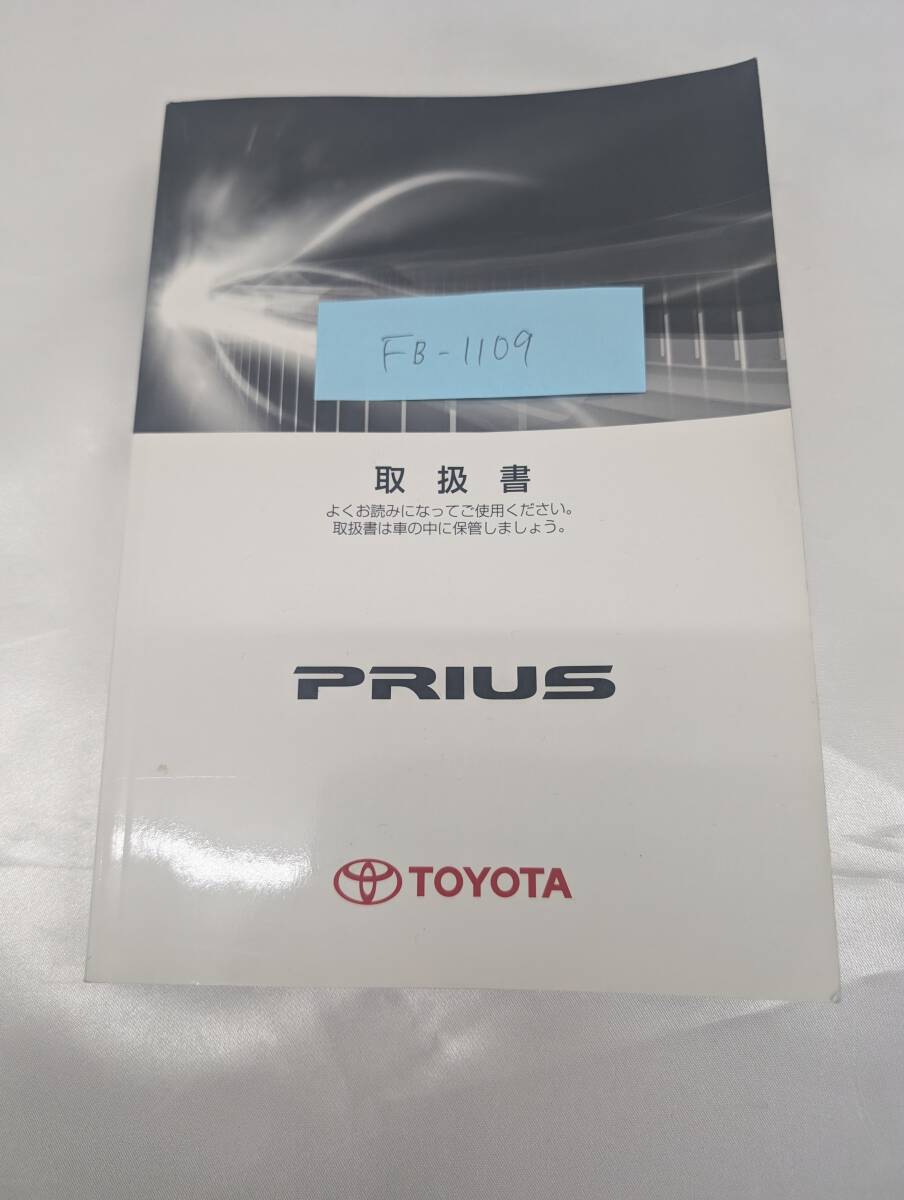 FB-1109
取扱書
よくお読みになってご使用ください。
取扱書は車の中に保管しましょう。
PRIUS
TOYOTA